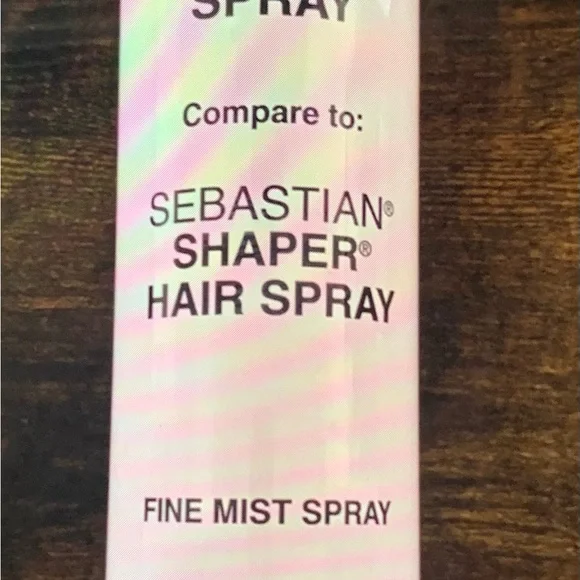 SPRAY
Compare to:
SEBASTIAN®
SHAPER®
HAIR SPRAY
FINE MIST SPRAY